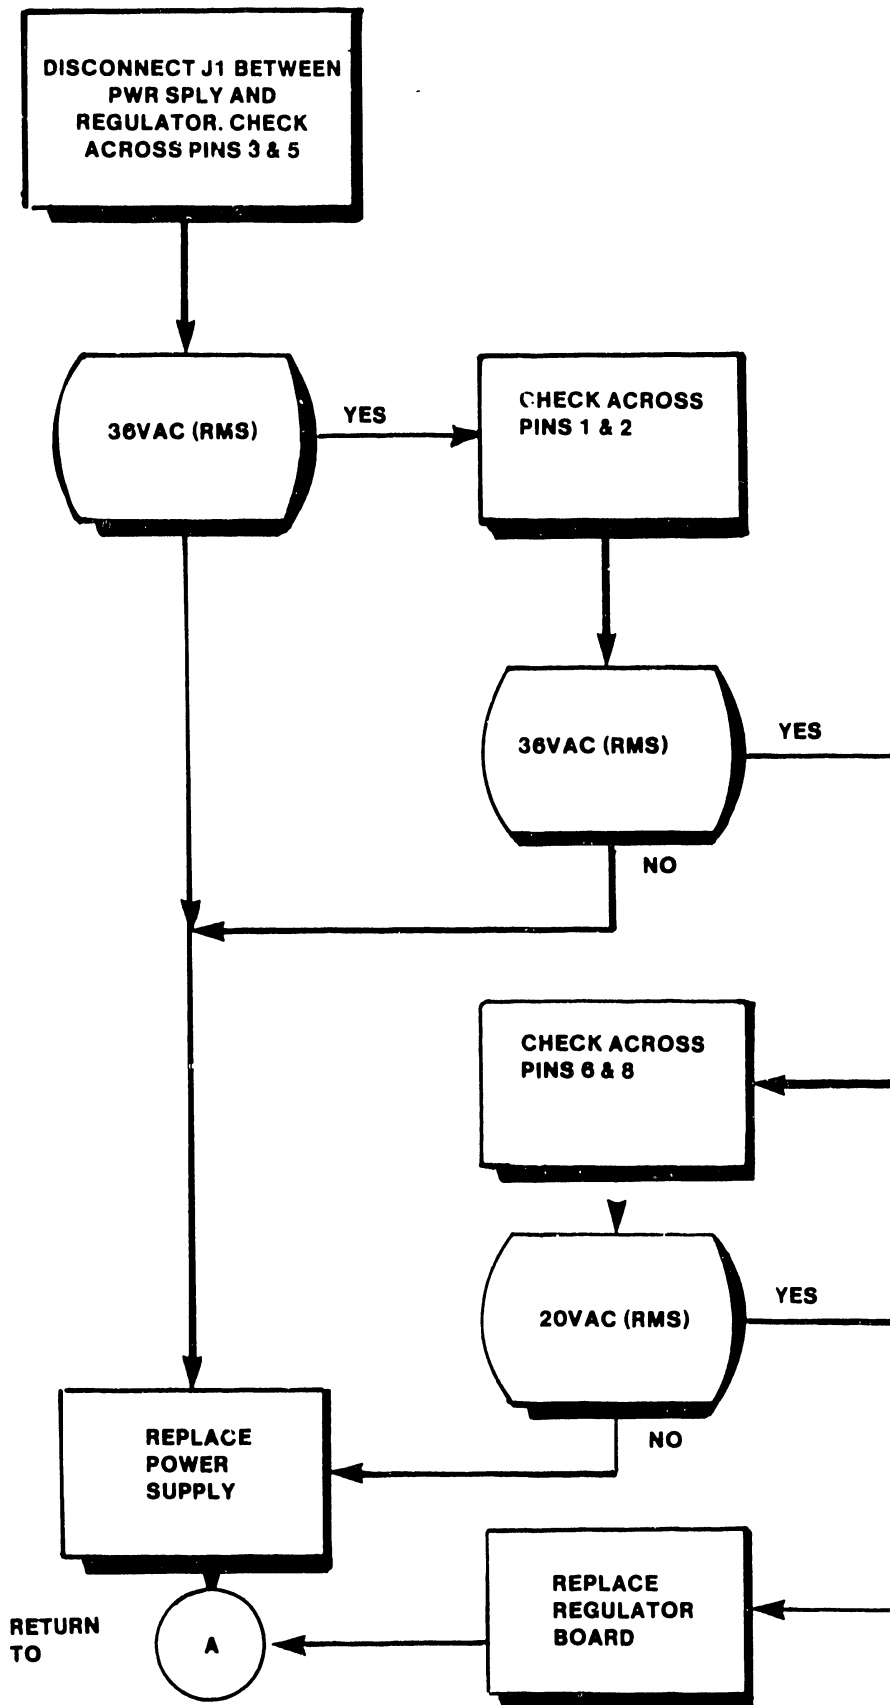 DISCONNECT J1 BETWEEN
PWR SPLY AND
REGULATOR. CHECK
ACROSS PINS 3 & 5
36VAC (RMS)
YES
CHECK ACROSS
PINS 1 & 2
36VAC (RMS)
YES
NO
CHECK ACROSS
PINS 6 & 8
20VAC (RMS)
YES
NO
REPLACE
POWER
SUPPLY
REPLACE
REGULATOR
BOARD
RETURN
TO
A